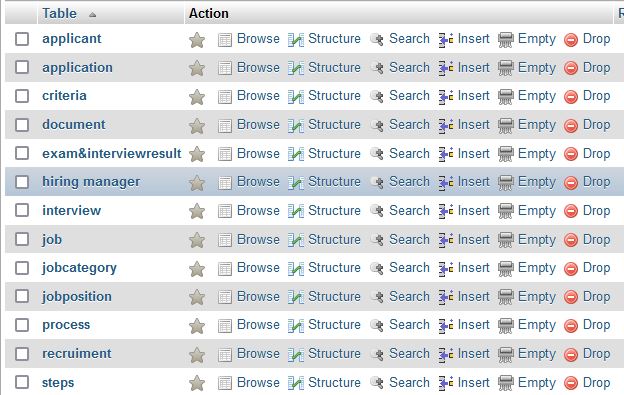 Table Action
applicant Browse Structure Search Insert Empty Drop
application Browse Structure Search Insert Empty Drop
criteria Browse Structure Search Insert Empty Drop
document Browse Structure Search Insert Empty Drop
exam&interviewresult Browse Structure Search Insert Empty Drop
hiring manager Browse Structure Search Insert Empty Drop
interview Browse Structure Search Insert Empty Drop
job Browse Structure Search Insert Empty Drop
jobcategory Browse Structure Search Insert Empty Drop
jobposition Browse Structure Search Insert Empty Drop
process Browse Structure Search Insert Empty Drop
recruiment Browse Structure Search Insert Empty Drop
steps Browse Structure Search Insert Empty Drop